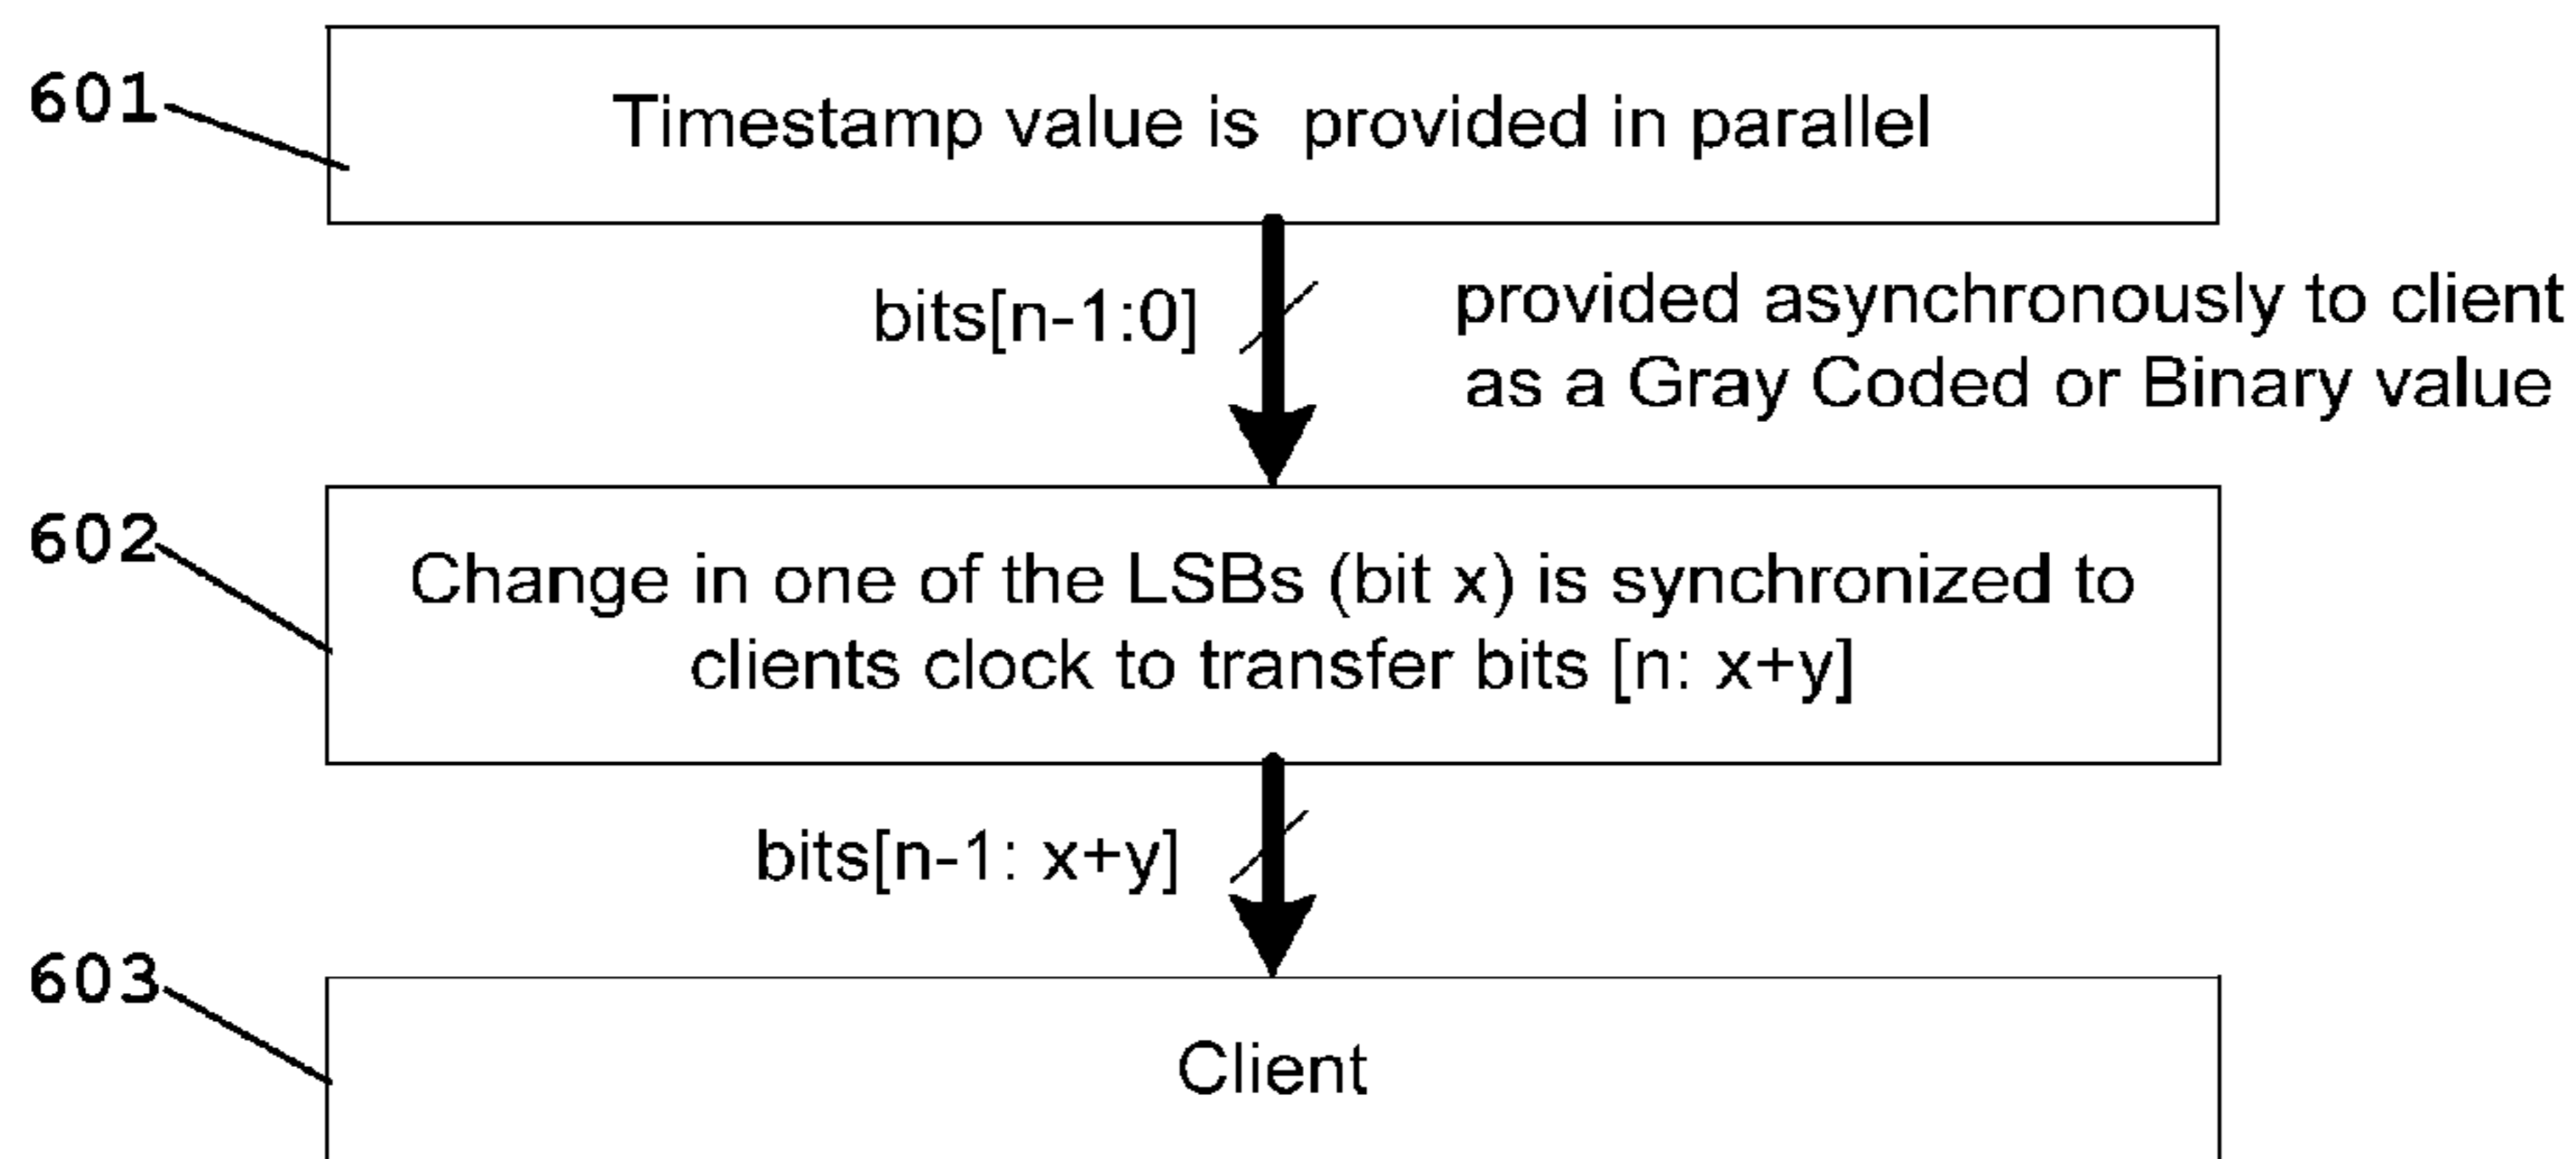 601
Timestamp value is provided in parallel
bits[n-1:0]
provided asynchronously to client
as a Gray Coded or Binary value
602
Change in one of the LSBs (bit x) is synchronized to
clients clock to transfer bits [n: x+y]
bits[n-1: x+y]
603
Client